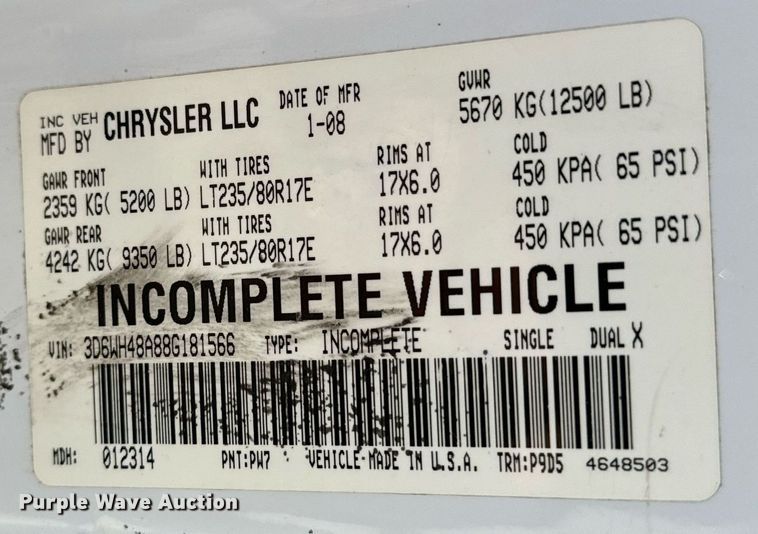 INC VEH
MFD BY CHRYSLER LLC DATE OF MFR 1-08 GVWR 5670 KG(12500 LB)
GAWR FRONT WITH TIRES RIMS AT COLD
2359 KG( 5200 LB) LT235/80R17E 17X6.0 450 KPA( 65 PSI)
GAWR REAR WITH TIRES RIMS AT COLD
4242 KG( 9350 LB) LT235/80R17E 17X6.0 450 KPA( 65 PSI)
INCOMPLETE VEHICLE
VIN: 3D6WH48A88G181566 TYPE: INCOMPLETE SINGLE DUAL X
MDH: 012314 PNT:PW7 VEHICLE MADE IN U.S.A. TRM:P9D5 4648503
Purple Wave Auction